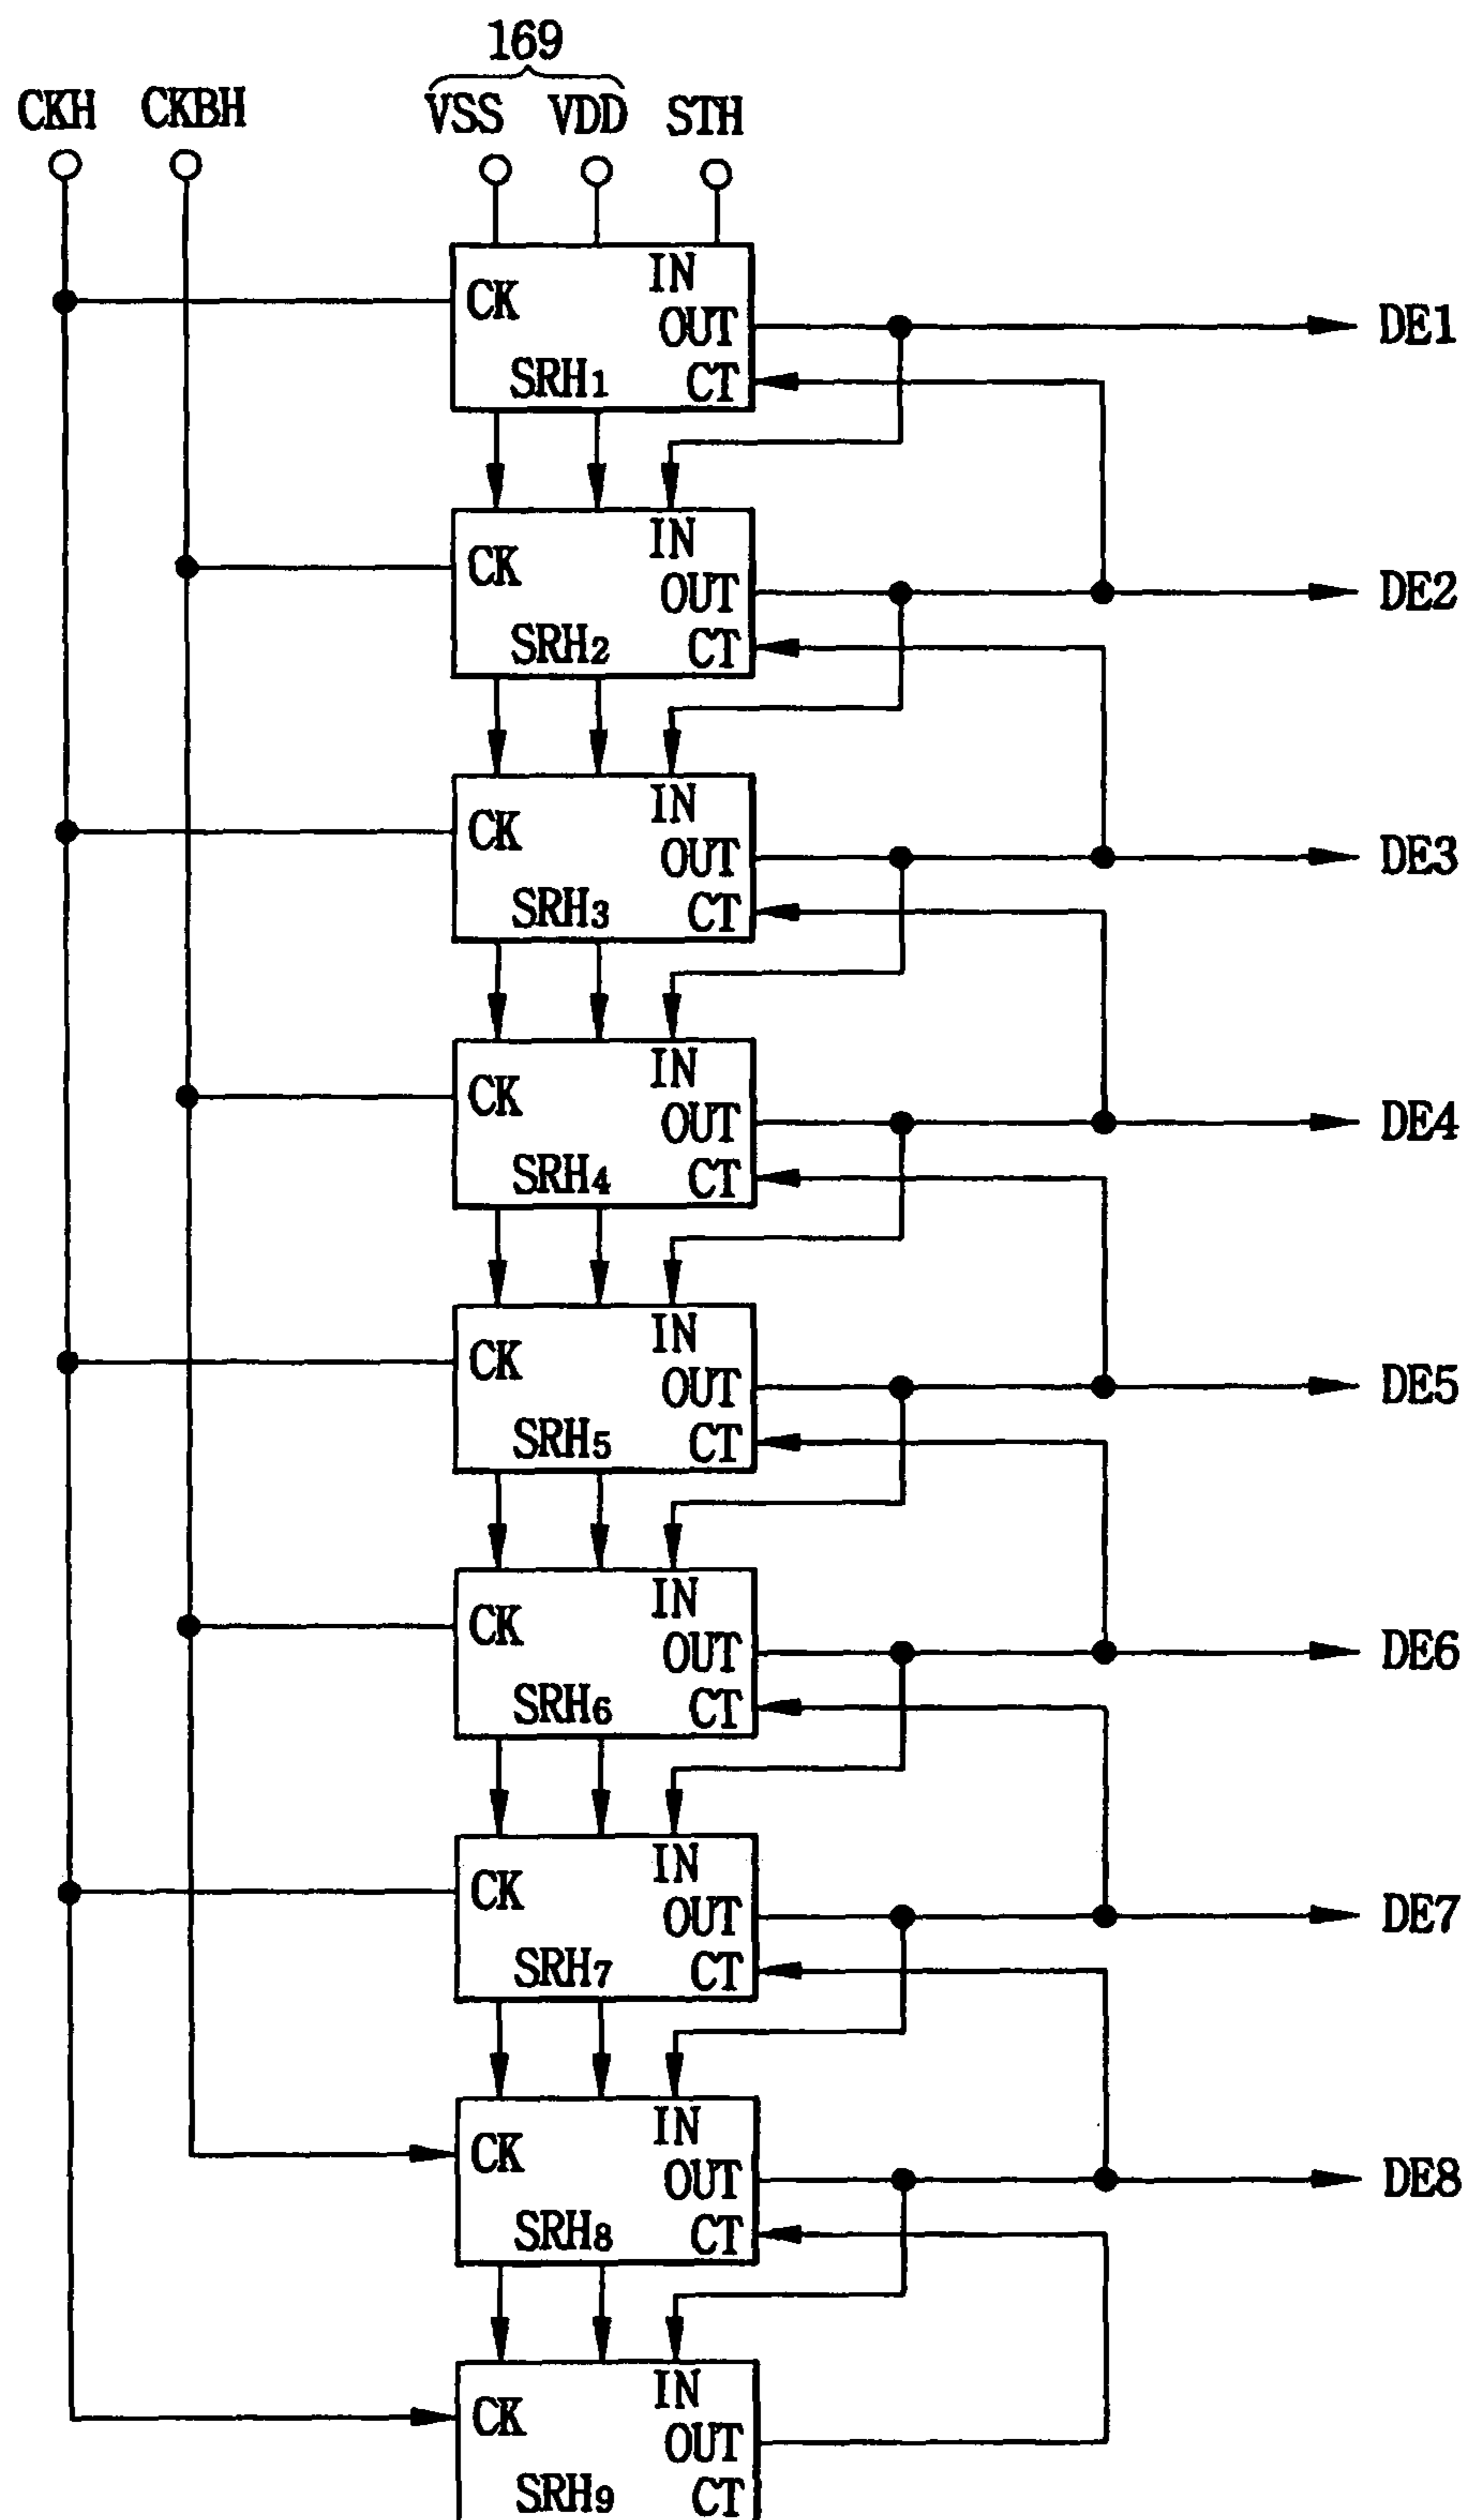 169
CKH CKBH VSS VDD STH
IN
CK
OUT DE1
SRH1 CT
IN
CK
OUT DE2
SRH2 CT
IN
CK
OUT DE3
SRH3 CT
IN
CK
OUT DE4
SRH4 CT
IN
CK
OUT DE5
SRH5 CT
IN
CK
OUT DE6
SRH6 CT
IN
CK
OUT DE7
SRH7 CT
IN
CK
OUT DE8
SRH8 CT
IN
CK
OUT
SRH9 CT